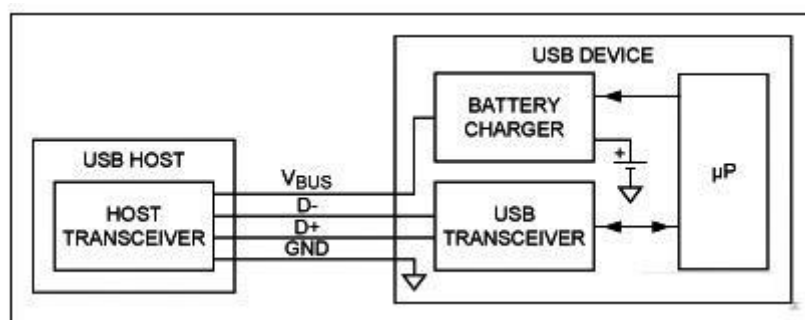 USB DEVICE
BATTERY
CHARGER
+
µP
USB HOST
VBUS
D-
HOST
TRANSCEIVER
D+
GND
USB
TRANSCEIVER